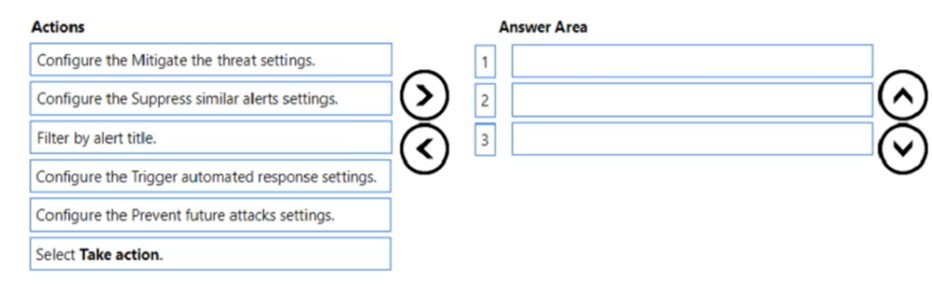 Actions
Answer Area
Configure the Mitigate the threat settings.
1
Configure the Suppress similar alerts settings.
2
Filter by alert title.
3
Configure the Trigger automated response settings.
Configure the Prevent future attacks settings.
Select Take action.